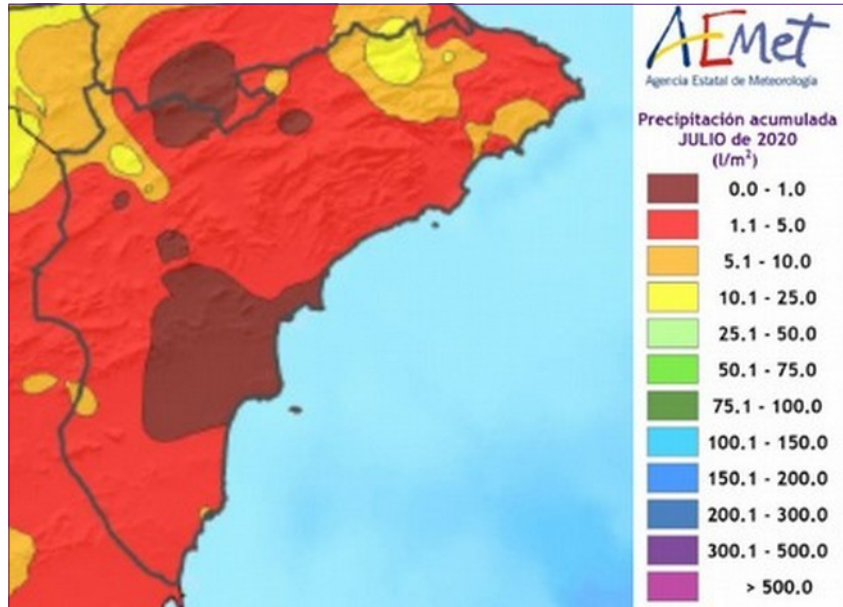 AEMet
Agencia Estatal de Meteorología
Precipitación acumulada
JULIO de 2020
(l/m²)
0.0 - 1.0
1.1 - 5.0
5.1 - 10.0
10.1 - 25.0
25.1 - 50.0
50.1 - 75.0
75.1 - 100.0
100.1 - 150.0
150.1 - 200.0
200.1 - 300.0
300.1 - 500.0
> 500.0